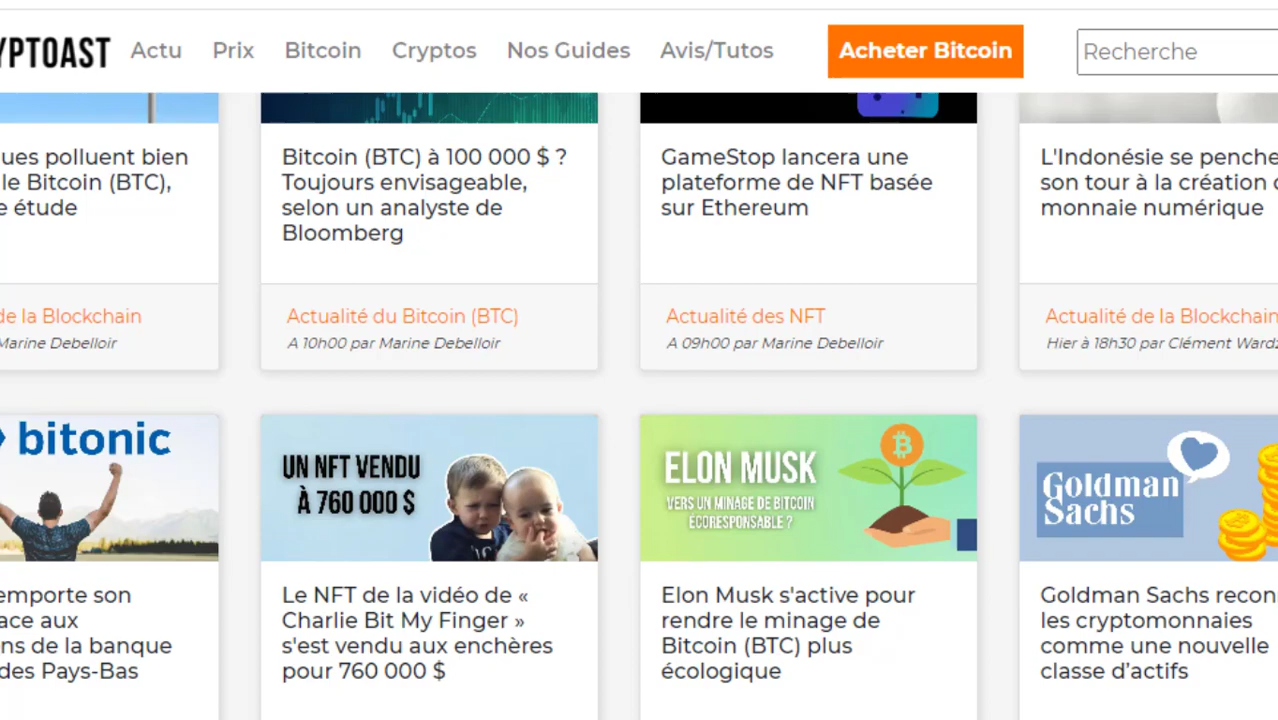 YPTOAST Actu Prix Bitcoin Cryptos Nos Guides Avis/Tutos Acheter Bitcoin Recherche
ues polluent bien
le Bitcoin (BTC),
e étude
de la Blockchain
Marine Debelloir
Bitcoin (BTC) à 100 000 $ ?
Toujours envisageable,
selon un analyste de
Bloomberg
Actualité du Bitcoin (BTC)
A 10h00 par Marine Debelloir
GameStop lancera une
plateforme de NFT basée
sur Ethereum
Actualité des NFT
A 09h00 par Marine Debelloir
L'Indonésie se penche
son tour à la création
monnaie numérique
Actualité de la Blockchain
Hier à 18h30 par Clément Wardz
bitonic
emporte son
ace aux
ns de la banque
des Pays-Bas
UN NFT VENDU
À 760 000 $
Le NFT de la vidéo de «
Charlie Bit My Finger »
s'est vendu aux enchères
pour 760 000 $
ELON MUSK
VERS UN MINAGE DE BITCOIN
ÉCORESPONSABLE ?
Elon Musk s'active pour
rendre le minage de
Bitcoin (BTC) plus
écologique
Goldman
Sachs
Goldman Sachs recon
les cryptomonnaies
comme une nouvelle
classe d'actifs